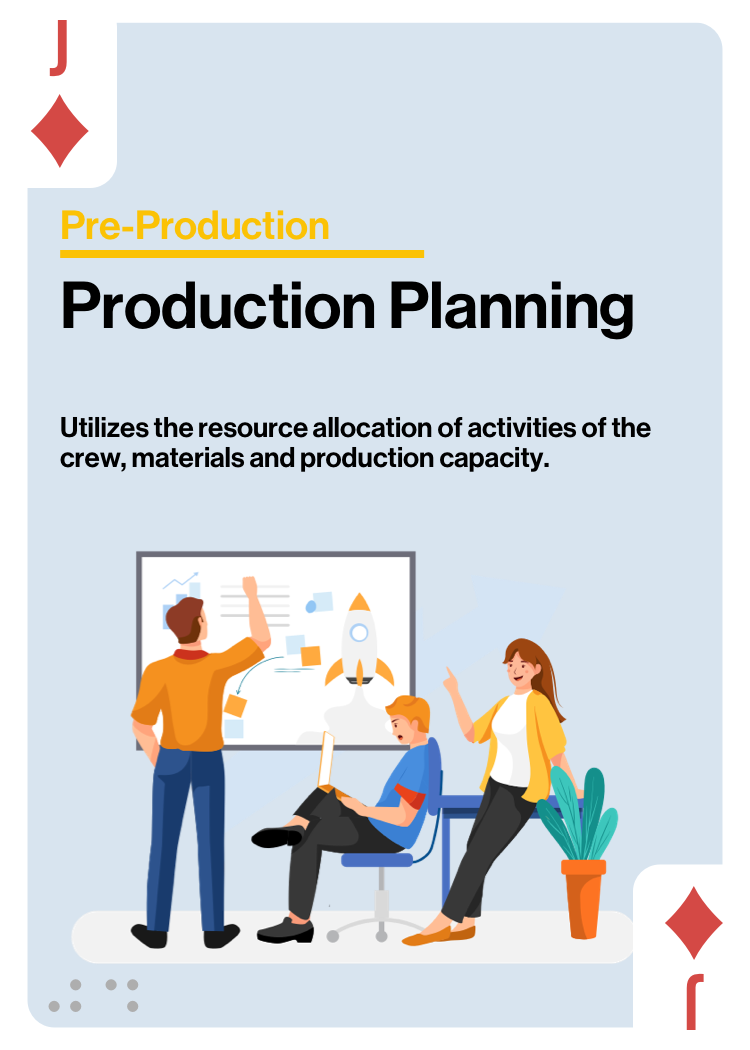 J
Pre-Production
Production Planning
Utilizes the resource allocation of activities of the
crew, materials and production capacity.
J